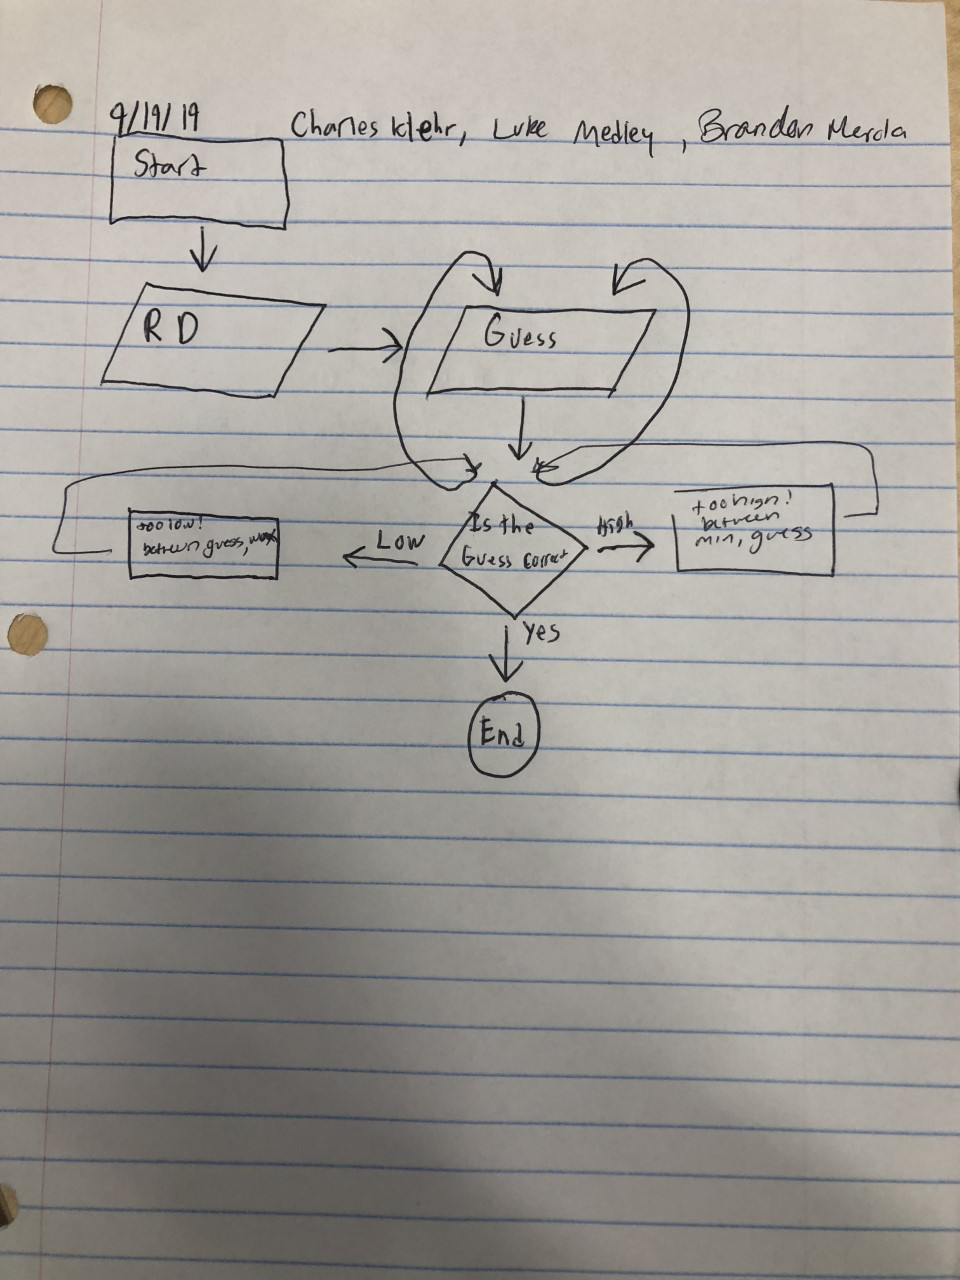 9/19/19 Charles Klehr, Luke Medley, Brandon Merola
Start
RD
Guess
too low!
between guess, max
Low
Is the
Guess correct
High
too high!
between
min, guess
Yes
End